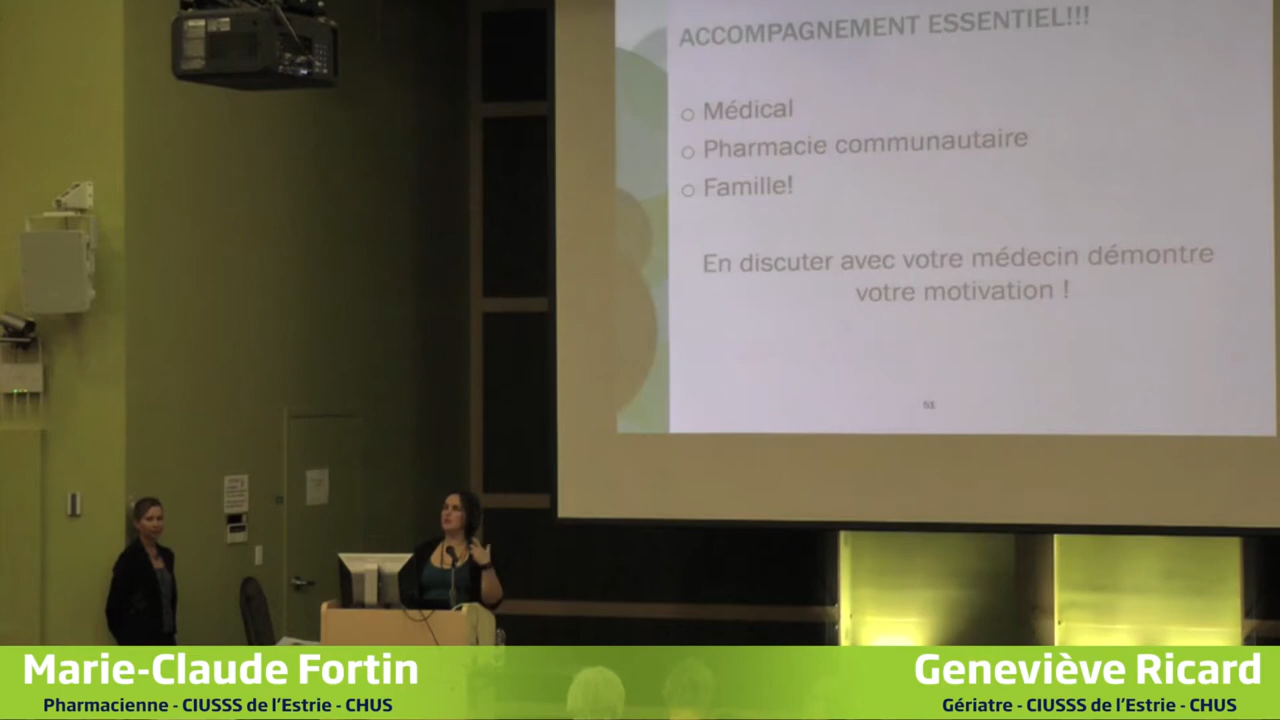 ACCOMPAGNEMENT ESSENTIEL!!!
Médical
Pharmacie communautaire
Famille!
En discuter avec votre médecin démontre
votre motivation !
51
Marie-Claude Fortin
Pharmacienne - CIUSSS de l'Estrie - CHUS
Geneviève Ricard
Gériatre - CIUSSS de l'Estrie - CHUS